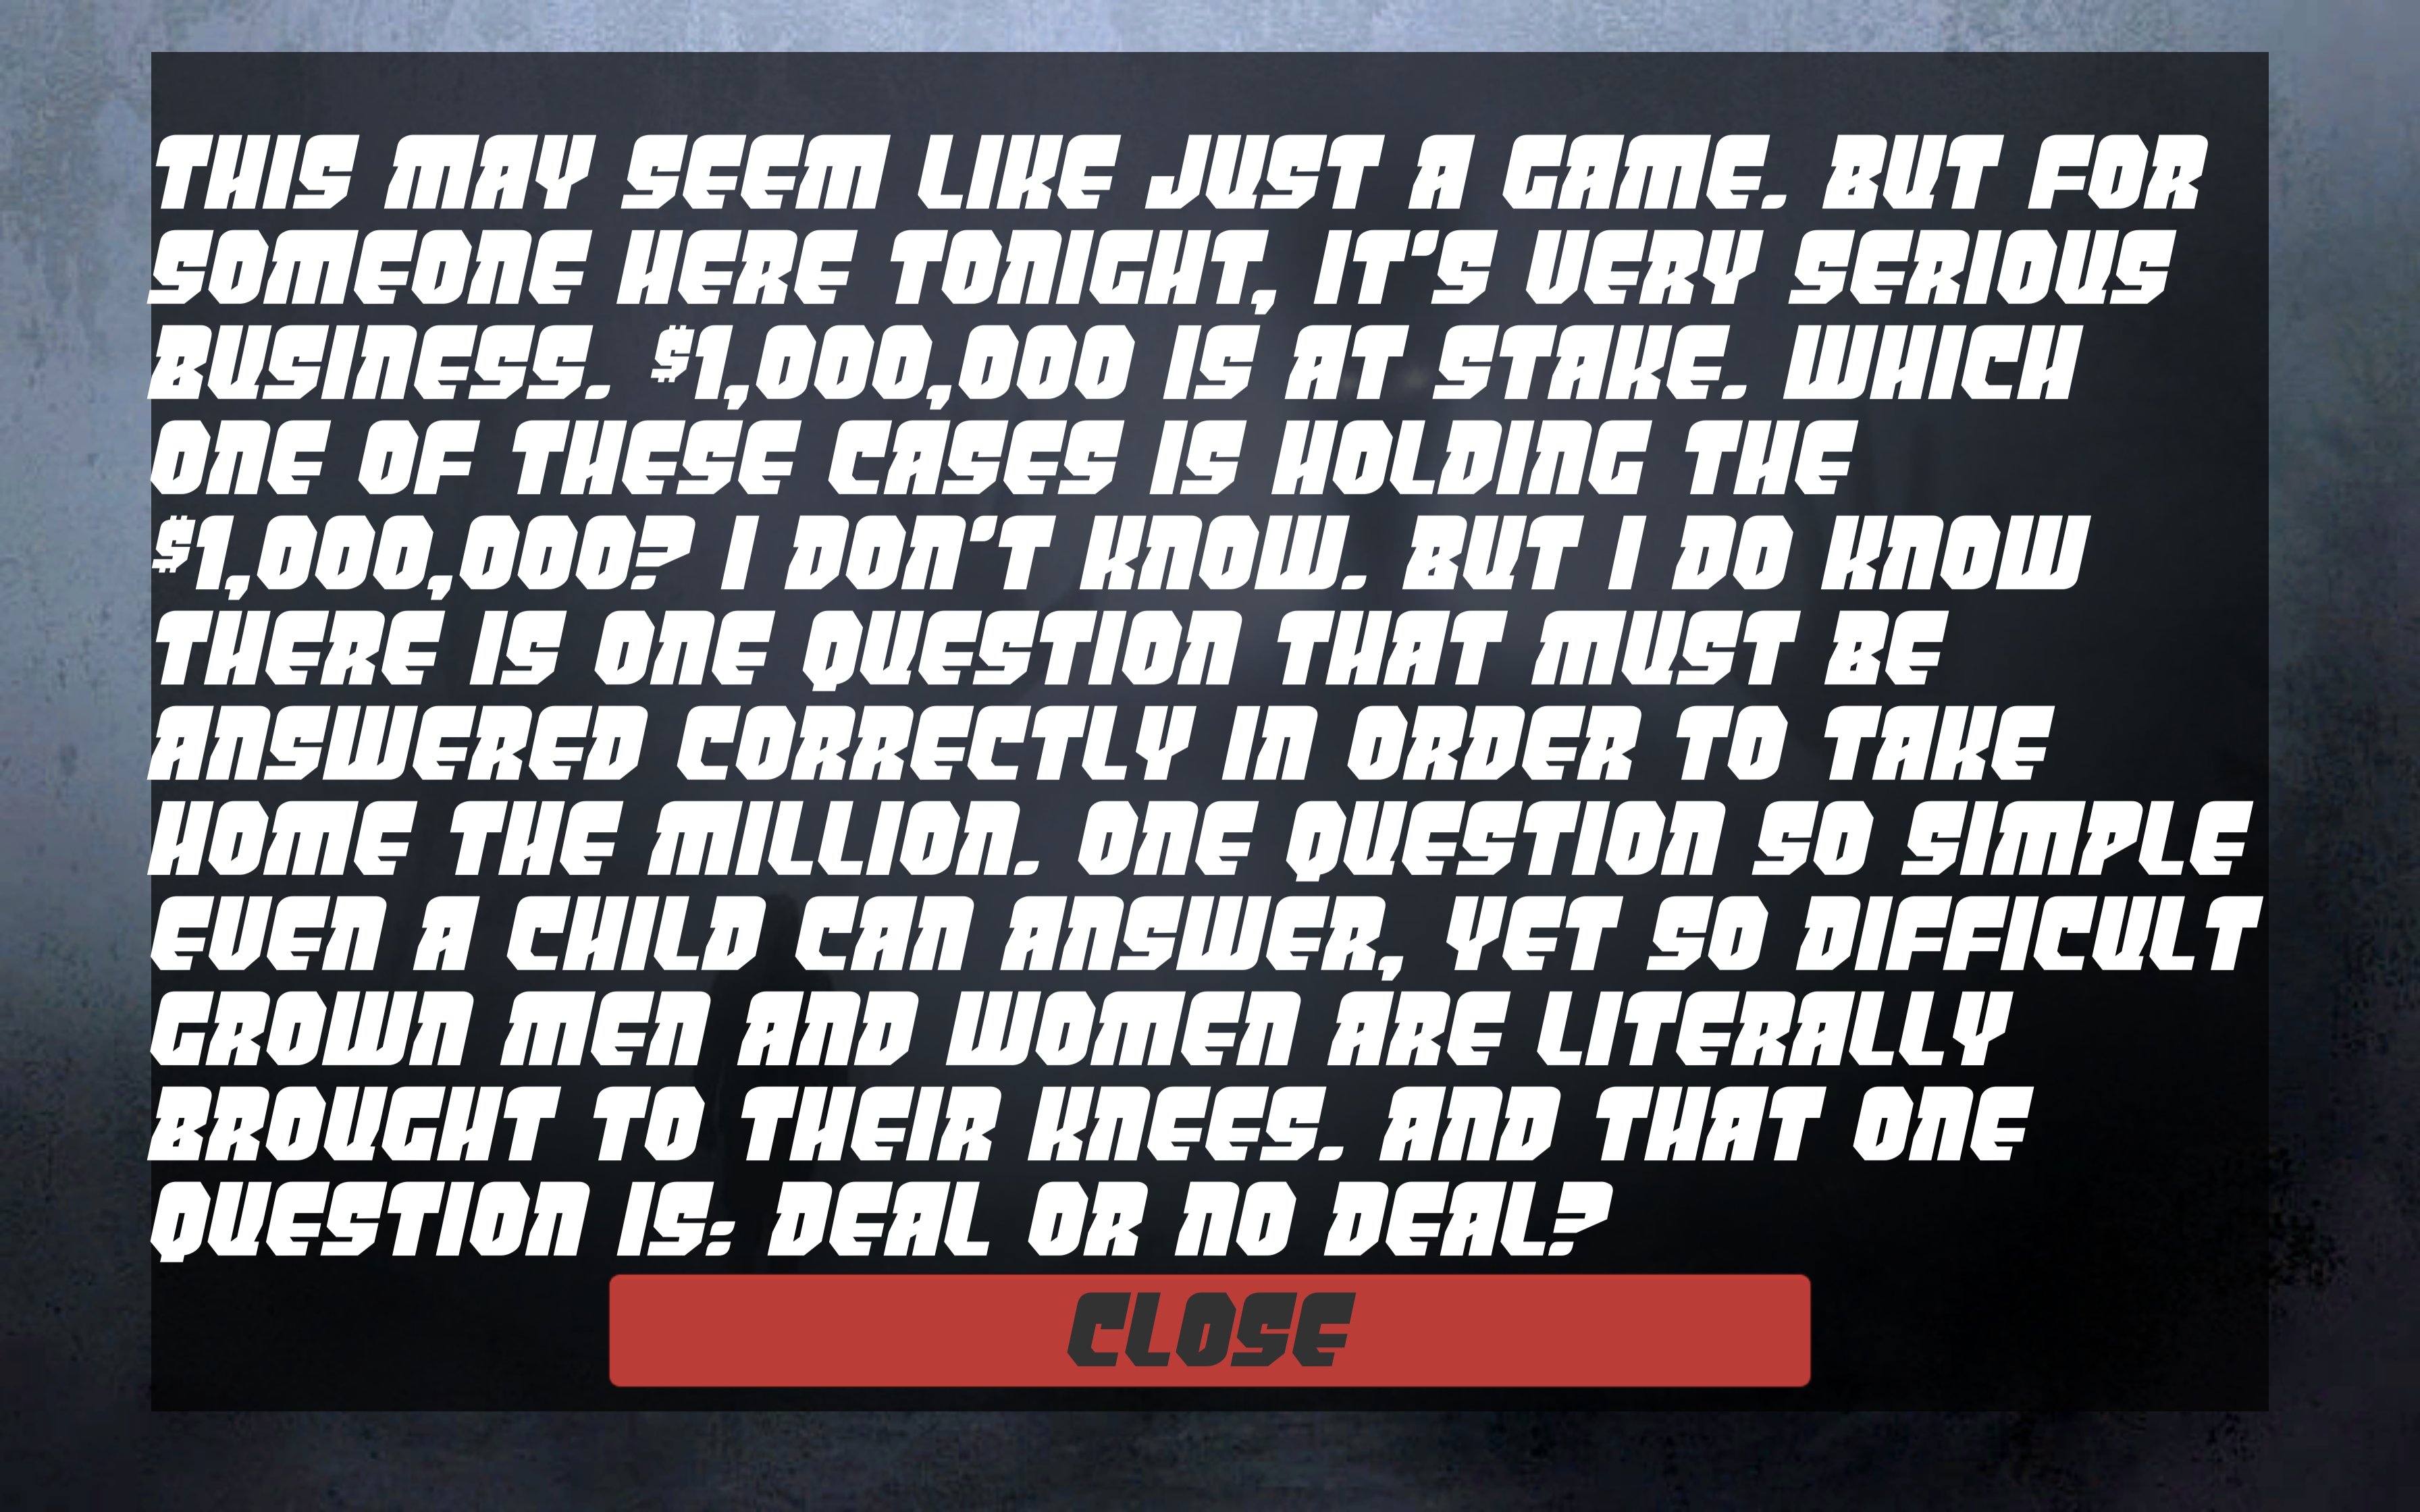 THIS MAY SEEM LIKE JUST A GAME. BUT FOR
SOMEONE HERE TONIGHT, IT'S VERY SERIOUS
BUSINESS. $1,000,000 IS AT STAKE. WHICH
ONE OF THESE CASES IS HOLDING THE
$1,000,000? I DON'T KNOW. BUT I DO KNOW
THERE IS ONE QUESTION THAT MUST BE
ANSWERED CORRECTLY IN ORDER TO TAKE
HOME THE MILLION. ONE QUESTION SO SIMPLE
EVEN A CHILD CAN ANSWER, YET SO DIFFICULT
GROWN MEN AND WOMEN ARE LITERALLY
BROUGHT TO THEIR KNEES. AND THAT ONE
QUESTION IS: DEAL OR NO DEAL?
CLOSE